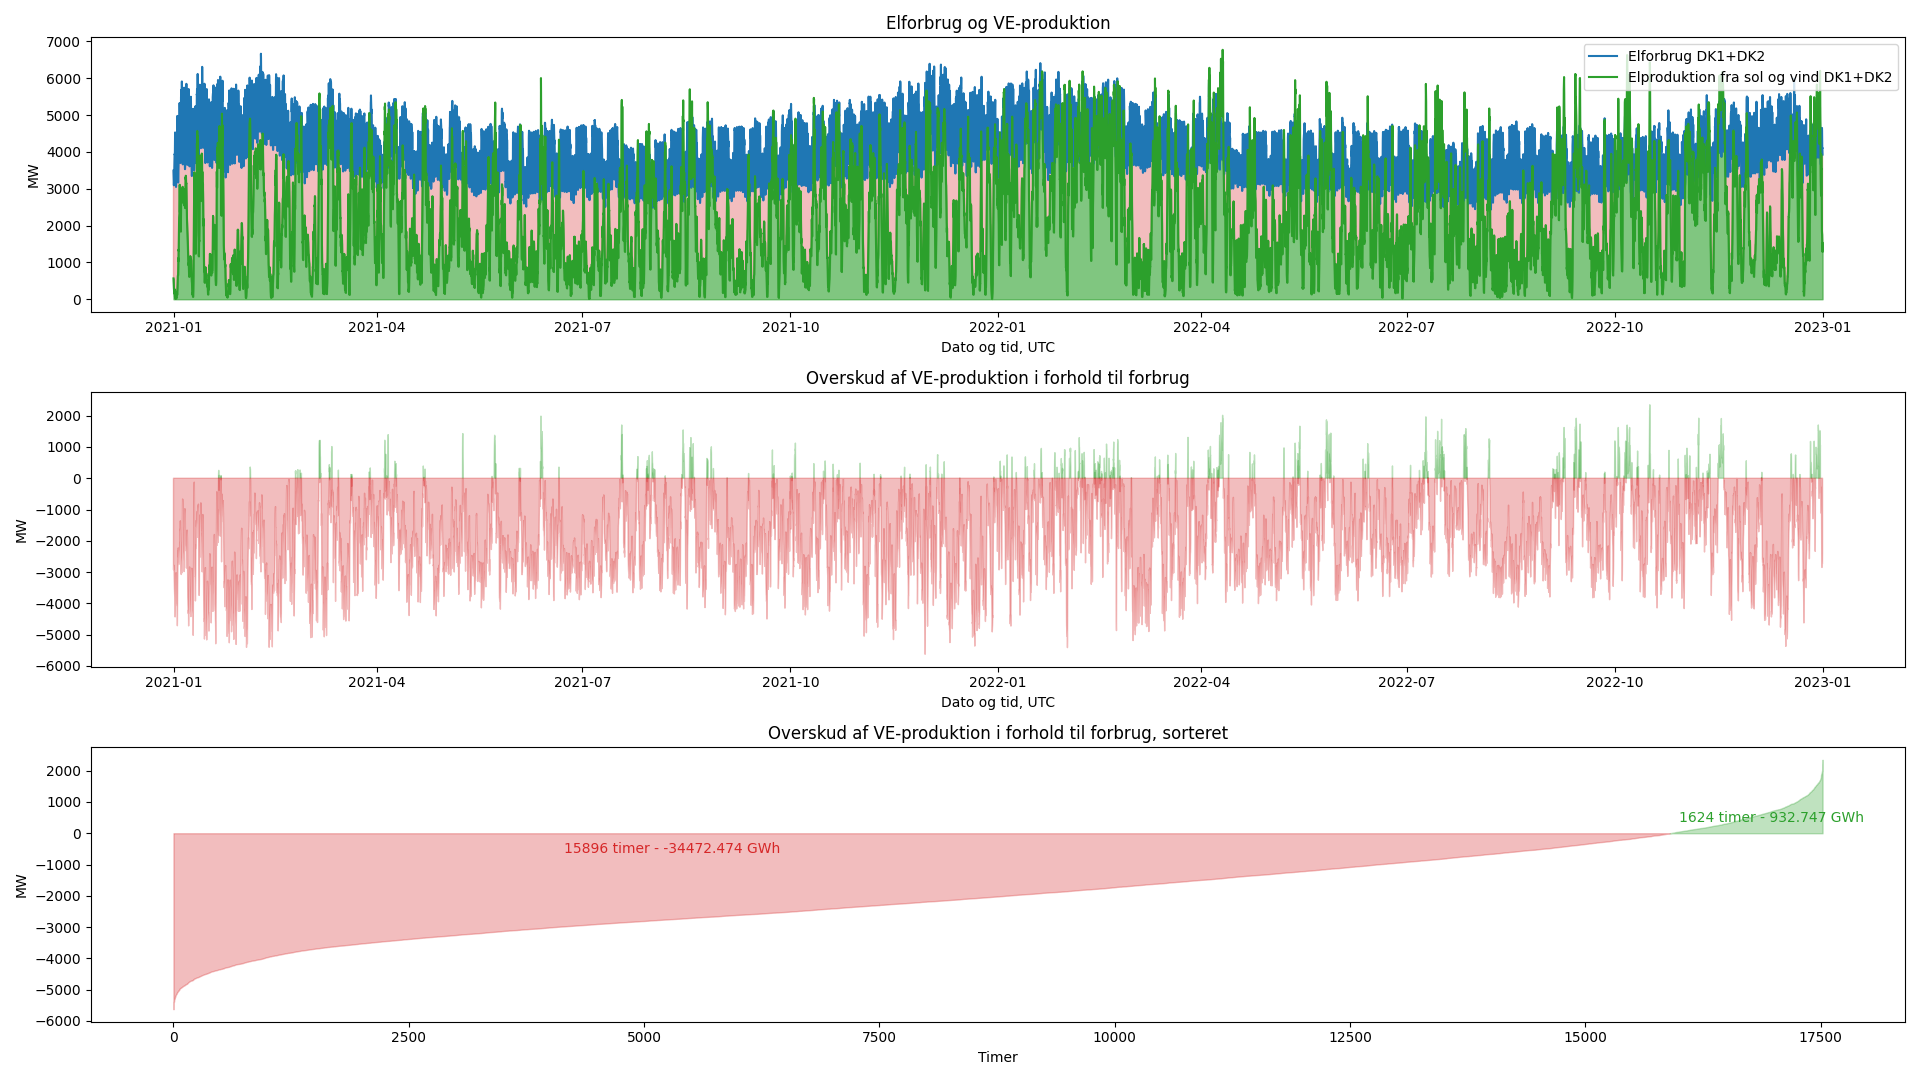 Elforbrug og VE-produktion
7000
6000
5000
4000
3000
2000
1000
0
MW
Elforbrug DK1+DK2
Elproduktion fra sol og vind DK1+DK2
2021-01 2021-04 2021-07 2021-10 2022-01 2022-04 2022-07 2022-10 2023-01
Dato og tid, UTC
Overskud af VE-produktion i forhold til forbrug
2000
1000
0
−1000
−2000
−3000
−4000
−5000
−6000
MW
2021-01 2021-04 2021-07 2021-10 2022-01 2022-04 2022-07 2022-10 2023-01
Dato og tid, UTC
Overskud af VE-produktion i forhold til forbrug, sorteret
2000
1000
0
−1000
−2000
−3000
−4000
−5000
−6000
MW
1624 timer - 932.747 GWh
15896 timer - -34472.474 GWh
0 2500 5000 7500 10000 12500 15000 17500
Timer